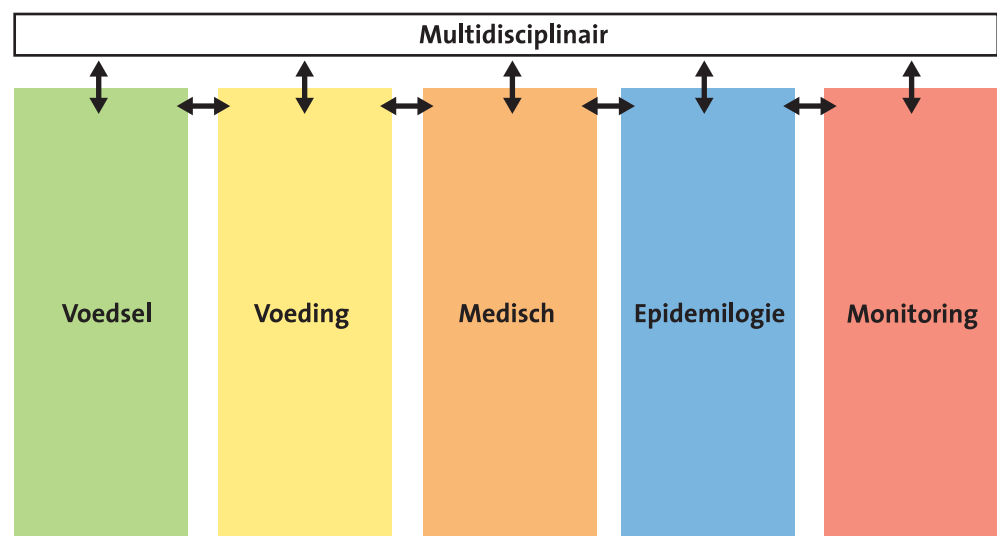 Multidisciplinair
Voedsel
Voeding
Medisch
Epidemilogie
Monitoring